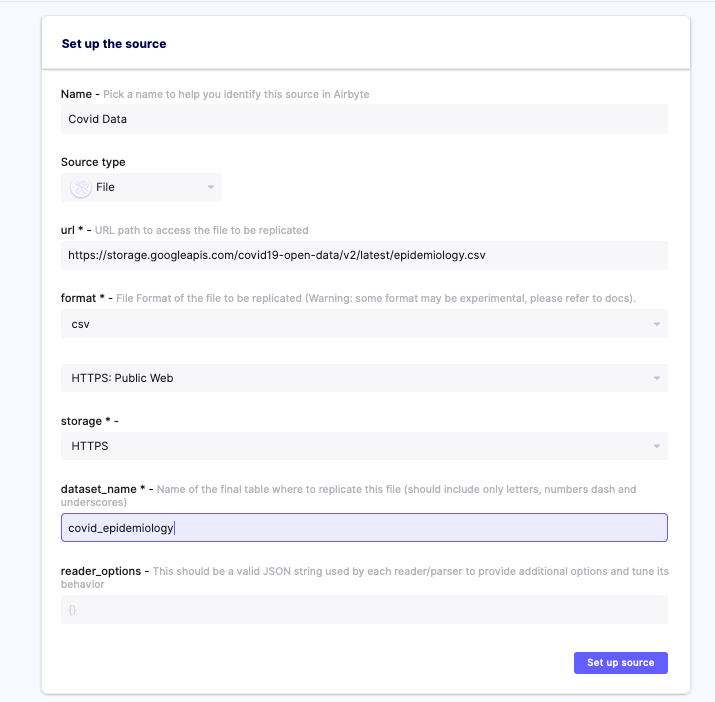 Set up the source
Name - Pick a name to help you identify this source in Airbyte
Covid Data
Source type
File
url * - URL path to access the file to be replicated
https://storage.googleapis.com/covid19-open-data/v2/latest/epidemiology.csv
format * - File Format of the file to be replicated (Warning: some format may be experimental, please refer to docs).
csv
HTTPS: Public Web
storage * -
HTTPS
dataset_name * - Name of the final table where to replicate this file (should include only letters, numbers dash and
underscores)
covid_epidemiology
reader_options - This should be a valid JSON string used by each reader/parser to provide additional options and tune its
behavior
{}
Set up source